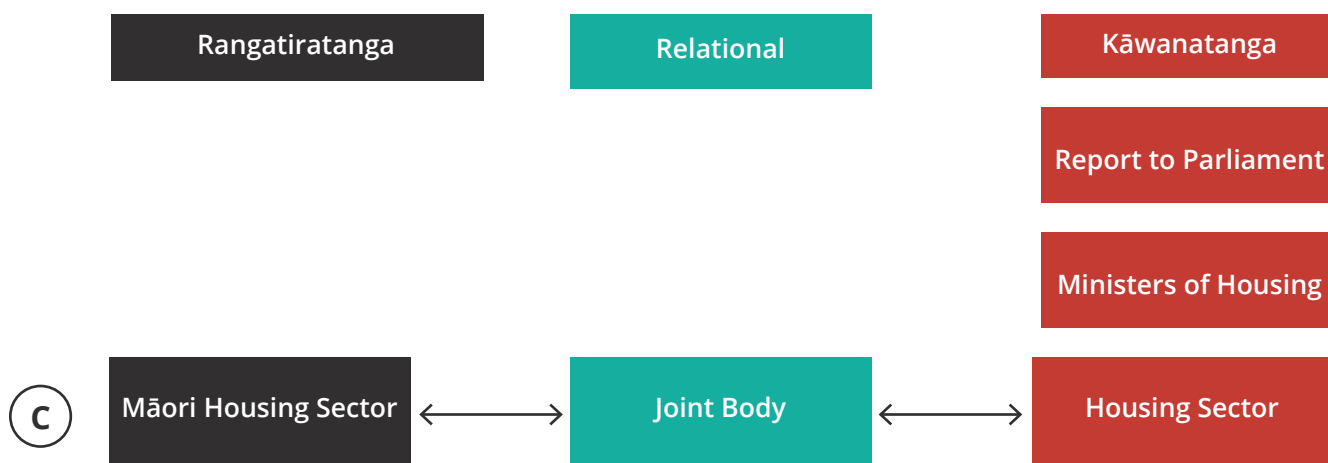 Rangatiratanga
Relational
Kāwanatanga
Report to Parliament
Ministers of Housing
C
Māori Housing Sector
Joint Body
Housing Sector